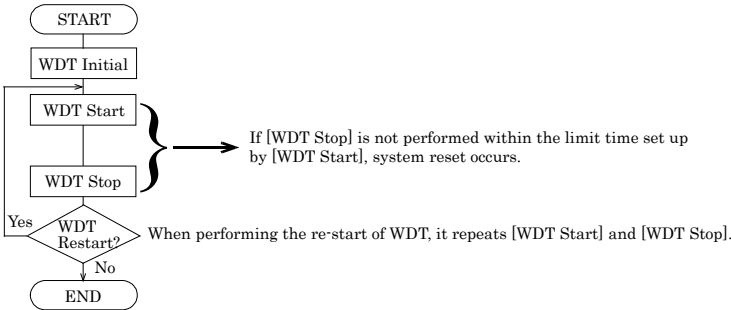 START
WDT Initial
WDT Start
If [WDT Stop] is not performed within the limit time set up
by [WDT Start], system reset occurs.
WDT Stop
Yes
WDT
Restart?
When performing the re-start of WDT, it repeats [WDT Start] and [WDT Stop].
No
END